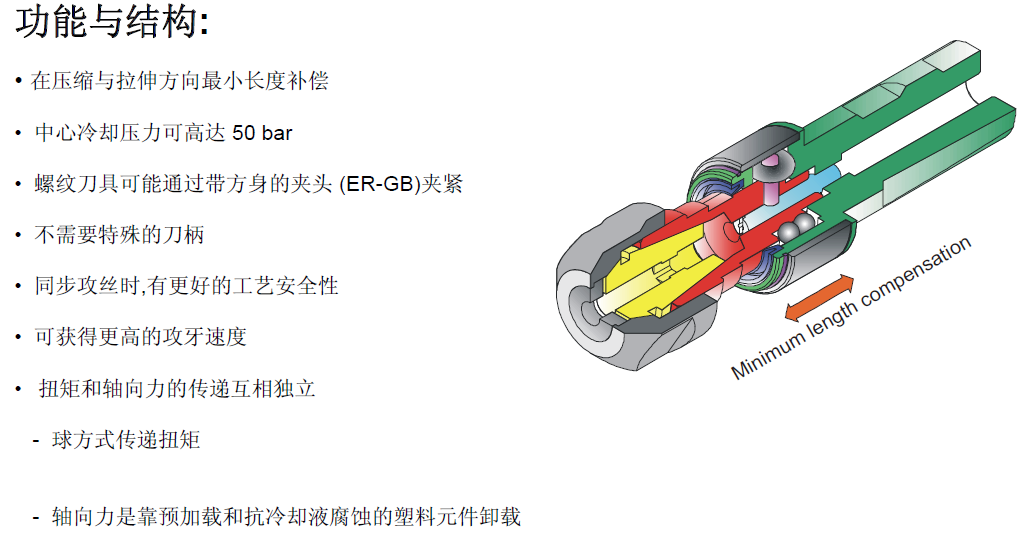 功能与结构:
• 在压缩与拉伸方向最小长度补偿
• 中心冷却压力可高达 50 bar
• 螺纹刀具可能通过带方身的夹头 (ER-GB)夹紧
• 不需要特殊的刀柄
• 同步攻丝时,有更好的工艺安全性
• 可获得更高的攻牙速度
• 扭矩和轴向力的传递互相独立
- 球方式传递扭矩
- 轴向力是靠预加载和抗冷却液腐蚀的塑料元件卸载
Minimum length compensation